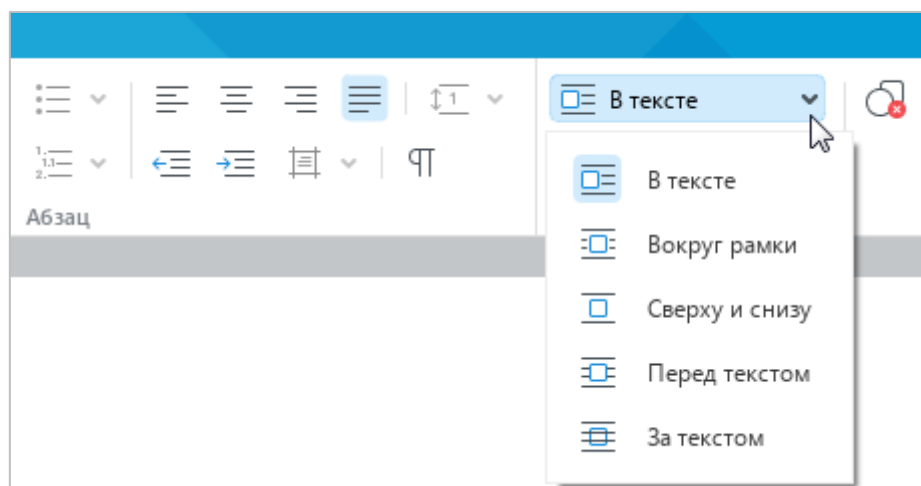 В тексте
Абзац
В тексте
Вокруг рамки
Сверху и снизу
Перед текстом
За текстом